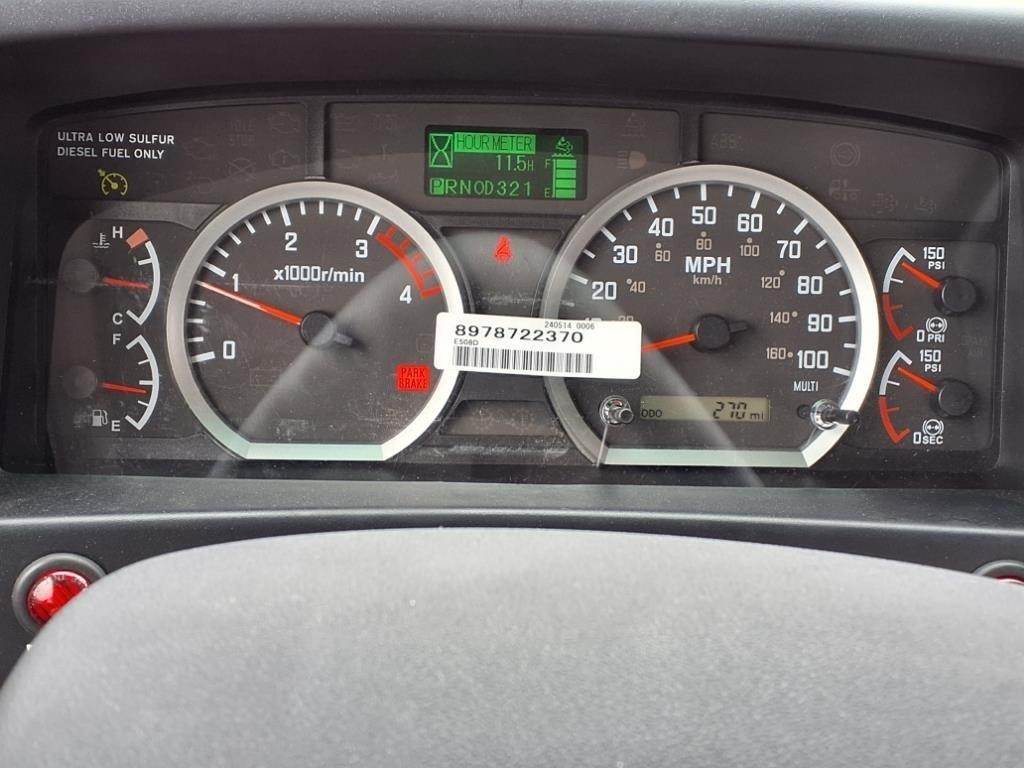 ULTRA LOW SULFUR
DIESEL FUEL ONLY
HOUR METER
11.5H
F
E
PRNOD321
H
C
F
E
0
1
2
3
4
x1000r/min
PARK
BRAKE
240514 0006
8978722370
E508D
20
30
40
50
60
70
80
90
100
MPH
km/h
40
60
80
100
120
140
160
MULTI
ODO 270 mi
150
PSI
0 PRI
150
PSI
0 SEC